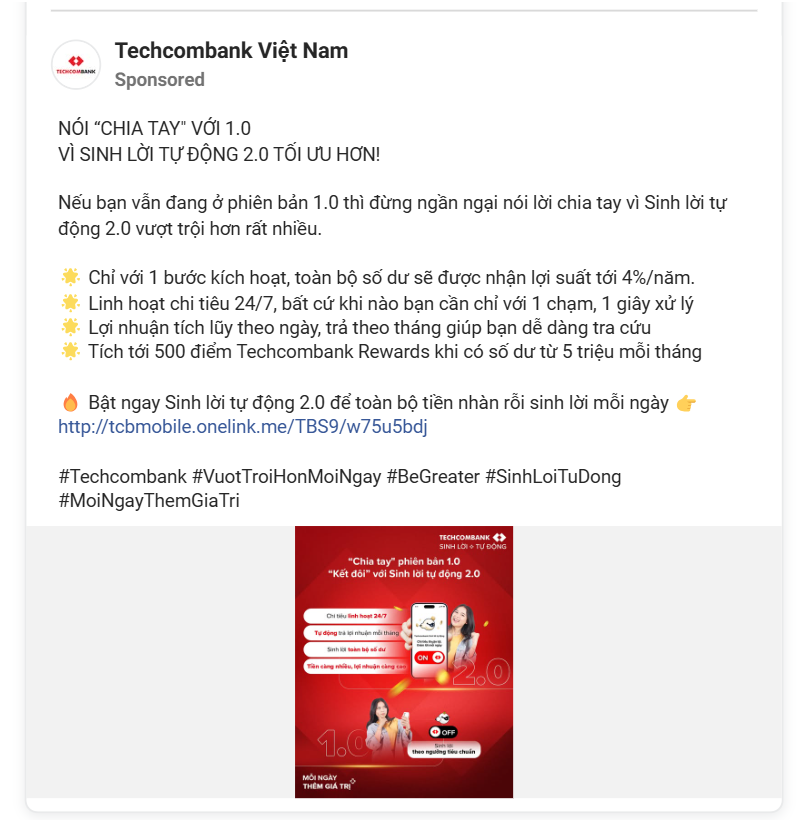 TECHCOMBANK
Techcombank Việt Nam
Sponsored
NÓI “CHIA TAY" VỚI 1.0
VÌ SINH LỜI TỰ ĐỘNG 2.0 TỐI ƯU HƠN!
Nếu bạn vẫn đang ở phiên bản 1.0 thì đừng ngần ngại nói lời chia tay vì Sinh lời tự
động 2.0 vượt trội hơn rất nhiều.
🌟 Chỉ với 1 bước kích hoạt, toàn bộ số dư sẽ được nhận lợi suất tới 4%/năm.
🌟 Linh hoạt chi tiêu 24/7, bất cứ khi nào bạn cần chỉ với 1 chạm, 1 giây xử lý
🌟 Lợi nhuận tích lũy theo ngày, trả theo tháng giúp bạn dễ dàng tra cứu
🌟 Tích tới 500 điểm Techcombank Rewards khi có số dư từ 5 triệu mỗi tháng
🔥 Bật ngay Sinh lời tự động 2.0 để toàn bộ tiền nhàn rỗi sinh lời mỗi ngày 👉
http://tcbmobile.onelink.me/TBS9/w75u5bdj
#Techcombank #VuotTroiHonMoiNgay #BeGreater #SinhLoiTuDong
#MoiNgayThemGiaTri
TECHCOMBANK
SINH LỜI TỰ ĐỘNG
“Chia tay” phiên bản 1.0
“Kết đôi” với Sinh lời tự động 2.0
Chi tiêu linh hoạt 24/7
Tự động trả lợi nhuận mỗi tháng
Sinh lời toàn bộ số dư
Tiền càng nhiều, lợi nhuận càng cao
ON
2.0
1.0
OFF
Sinh lời
theo ngưỡng tiêu chuẩn
MỖI NGÀY
THÊM GIÁ TRỊ